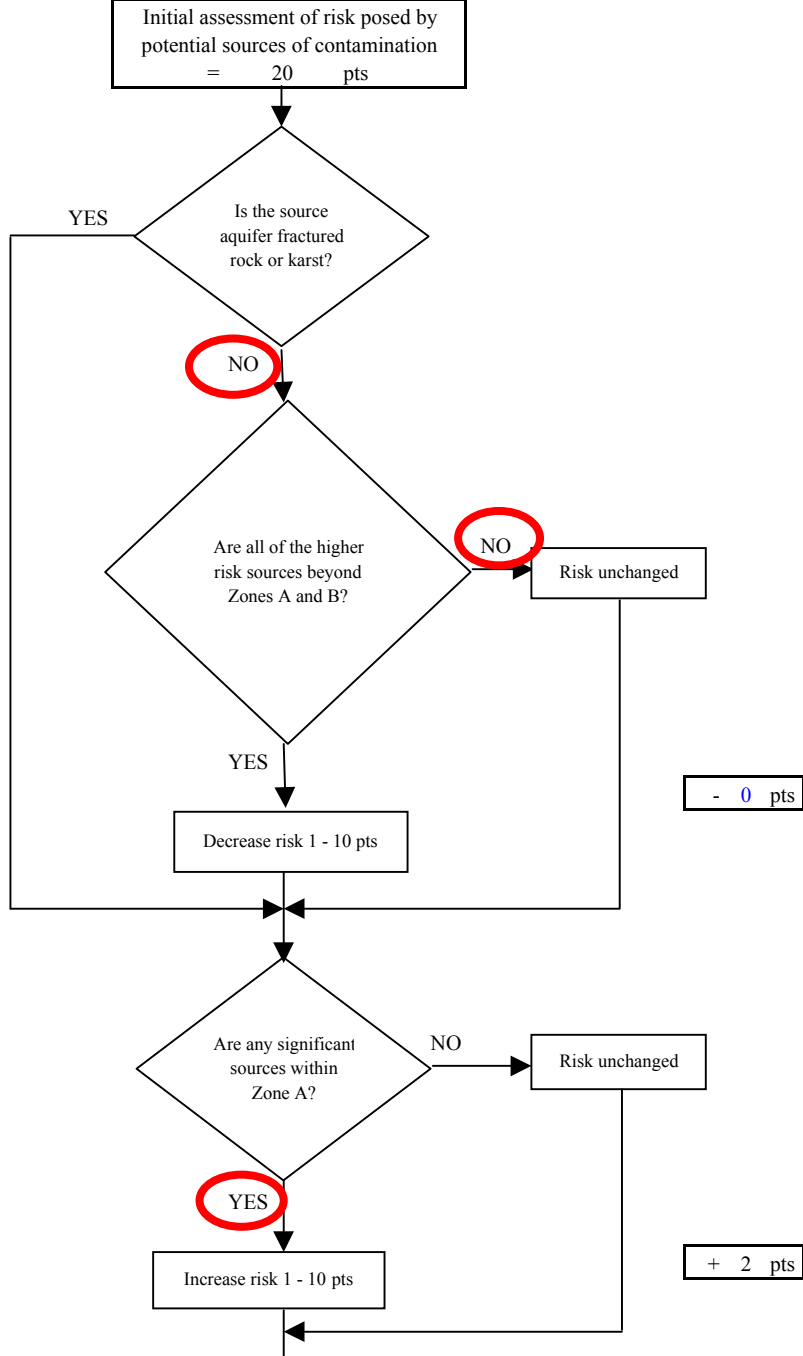 Initial assessment of risk posed by
potential sources of contamination
= 20 pts
YES
Is the source
aquifer fractured
rock or karst?
NO
Are all of the higher
risk sources beyond
Zones A and B?
NO
Risk unchanged
YES
- 0 pts
Decrease risk 1 - 10 pts
Are any significant
sources within
Zone A?
NO
Risk unchanged
YES
+ 2 pts
Increase risk 1 - 10 pts